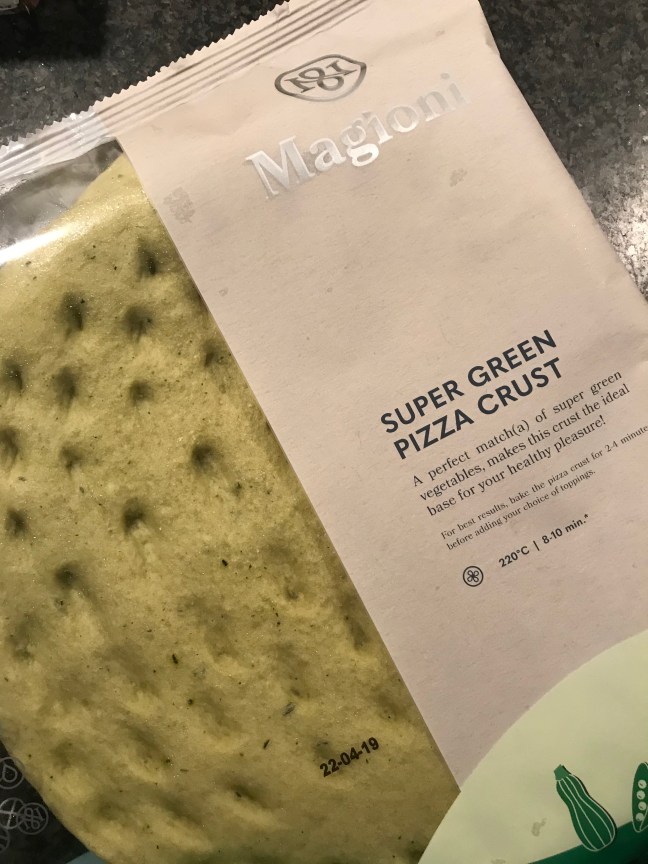 Magioni
SUPER GREEN
PIZZA CRUST
A perfect match(a) of super green
vegetables, makes this crust the ideal
base for your healthy pleasure!
For best results, bake the pizza crust for 2-4 minute
before adding your choice of toppings.
220°C | 8-10 min.*
22-04-19